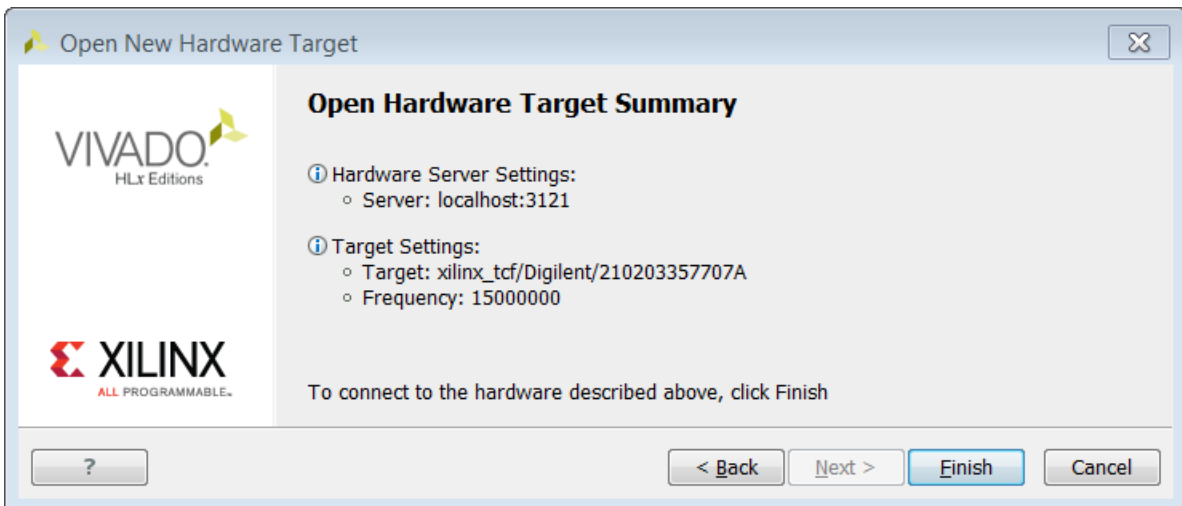 Open New Hardware Target
VIVADO.
HLx Editions
XILINX
ALL PROGRAMMABLE™
Open Hardware Target Summary
Hardware Server Settings:
Server: localhost:3121
Target Settings:
Target: xilinx_tcf/Digilent/210203357707A
Frequency: 15000000
To connect to the hardware described above, click Finish
?
< Back
Next >
Finish
Cancel